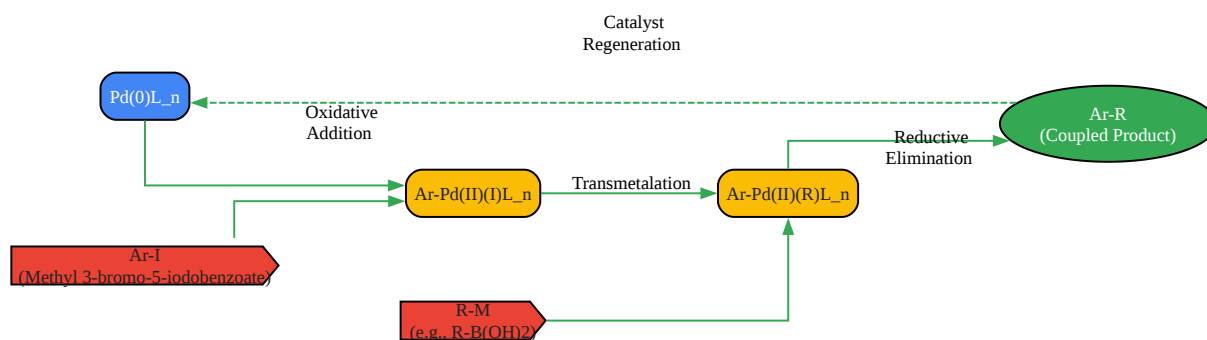 Catalyst
Regeneration
Pd(0)L_n
Oxidative
Addition
Ar-R
(Coupled Product)
Reductive
Elimination
Ar-Pd(II)(I)L_n
Transmetalation
Ar-Pd(II)(R)L_n
Ar-I
(Methyl 3-bromo-5-iodobenzoate)
R-M
(e.g., R-B(OH)2)